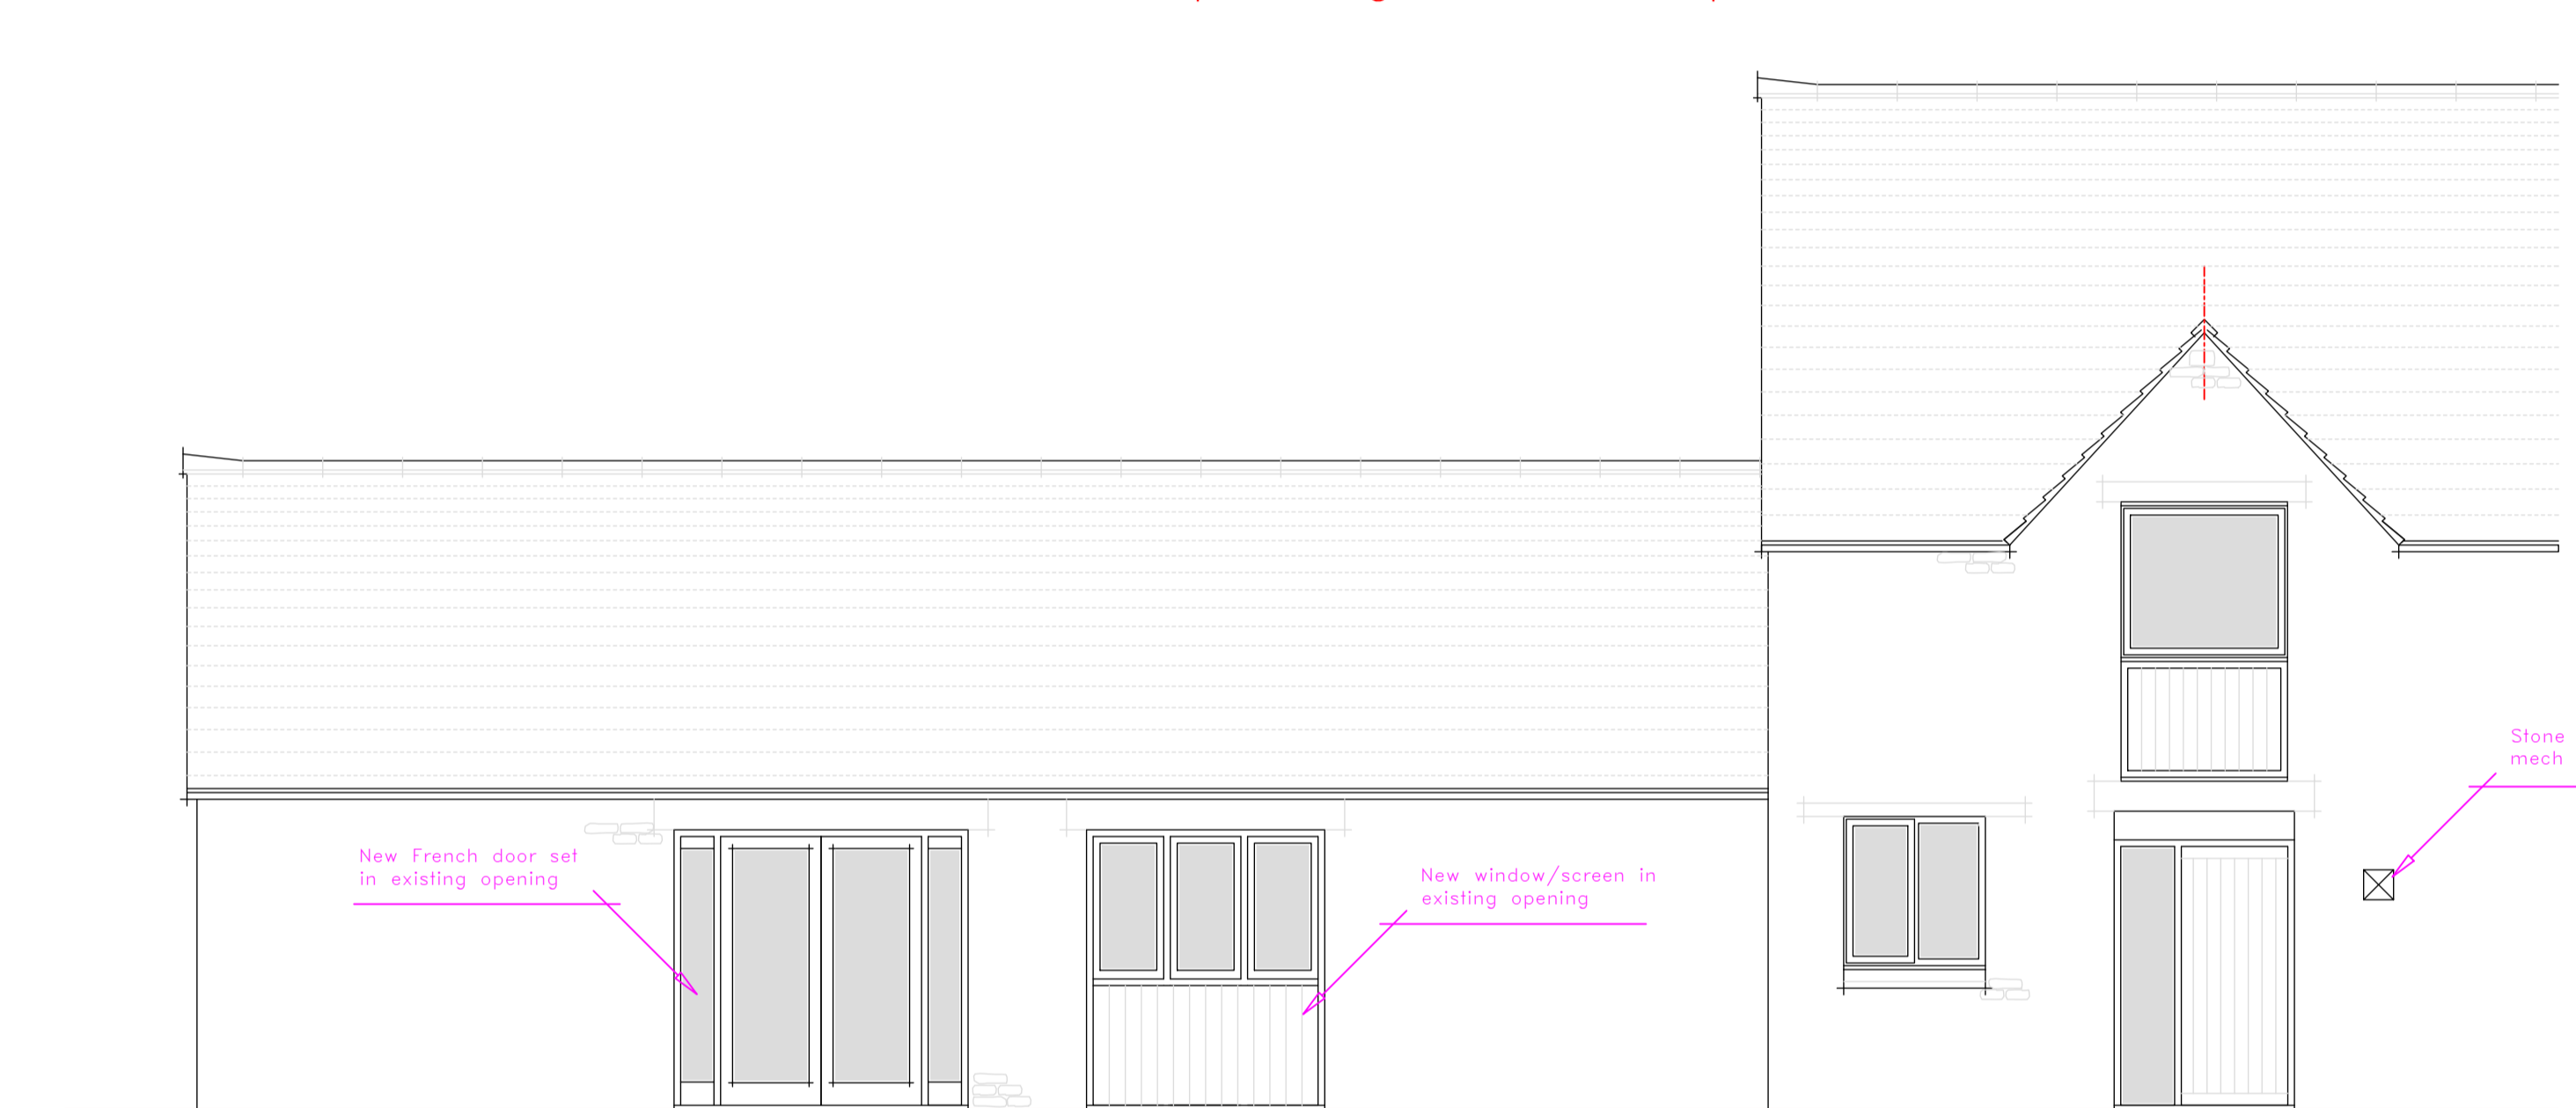 New French door set
in existing opening
New window/screen in
existing opening
Stone
mech